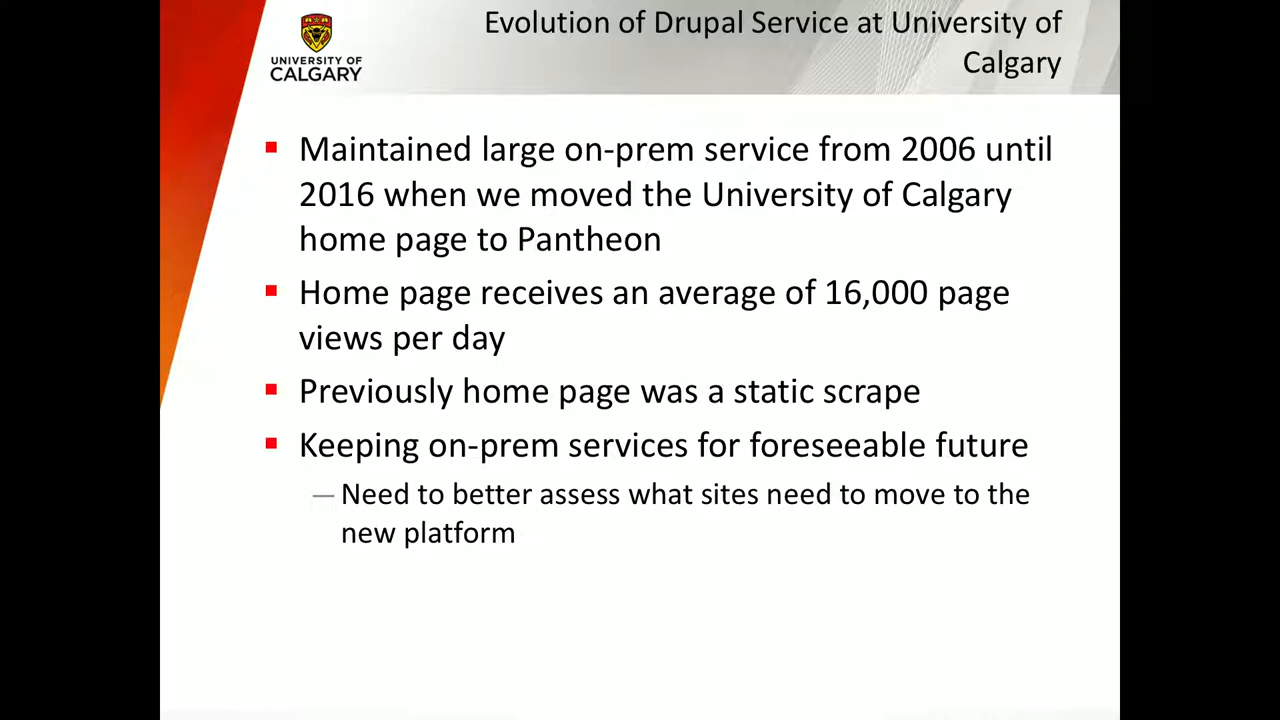 UNIVERSITY OF
CALGARY
Evolution of Drupal Service at University of
Calgary
Maintained large on-prem service from 2006 until
2016 when we moved the University of Calgary
home page to Pantheon
Home page receives an average of 16,000 page
views per day
Previously home page was a static scrape
Keeping on-prem services for foreseeable future
Need to better assess what sites need to move to the
new platform